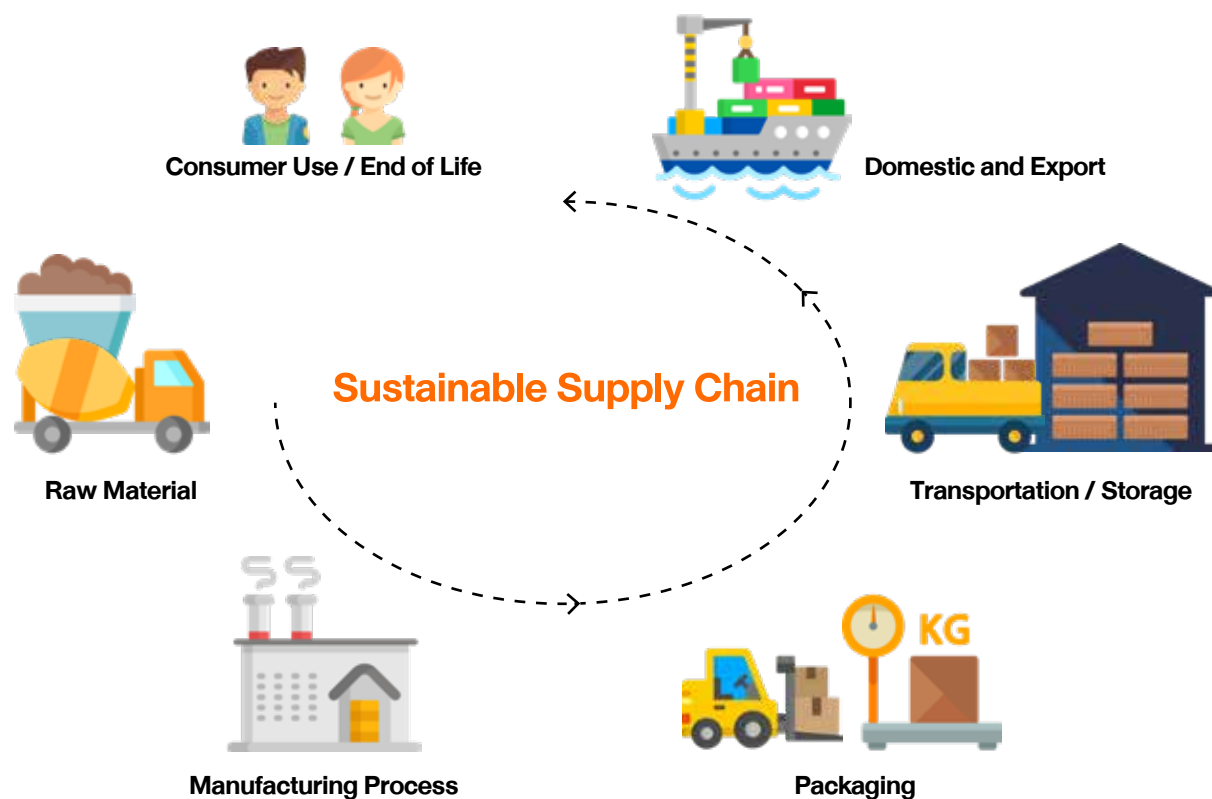 Consumer Use / End of Life
Domestic and Export
Sustainable Supply Chain
Raw Material
Transportation / Storage
KG
Manufacturing Process
Packaging